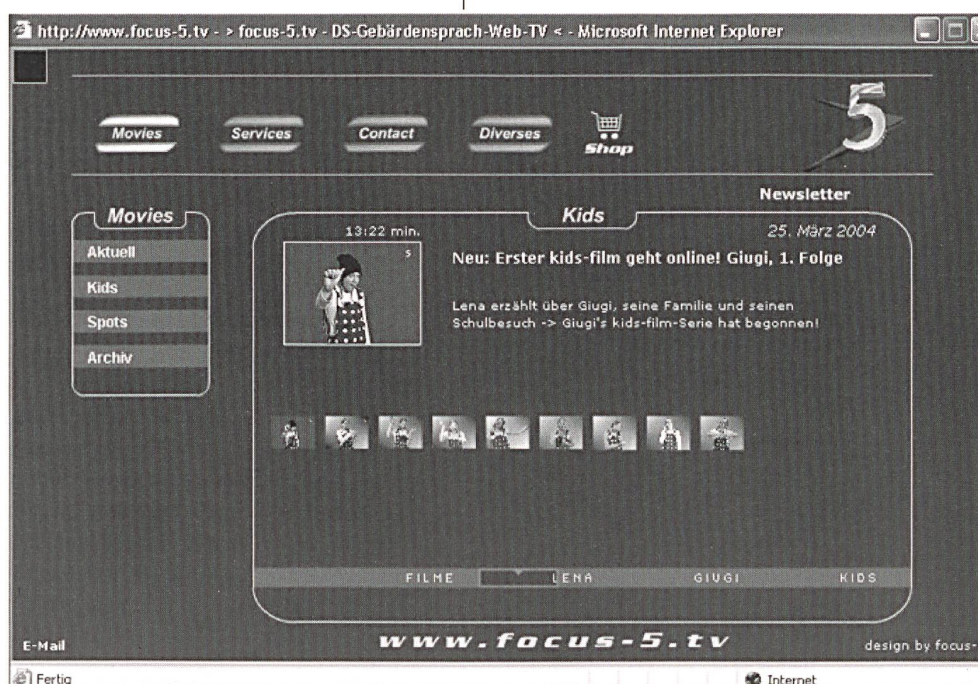 http://www.focus-5.tv - > focus-5.tv - DS-Gebärdensprach-Web-TV < - Microsoft Internet Explorer
Movies Services Contact Diverses Shop 5
Newsletter
Movies
Aktuell
Kids
Spots
Archiv
Kids
13:22 min.
25. März 2004
s
Neu: Erster kids-film geht online! Giugi, 1. Folge
Lena erzählt über Giugi, seine Familie und seinen
Schulbesuch -> Giugi's kids-film-Serie hat begonnen!
FILME LENA GIUGI KIDS
E-Mail www.focus-5.tv design by focus-
Fertig Internet